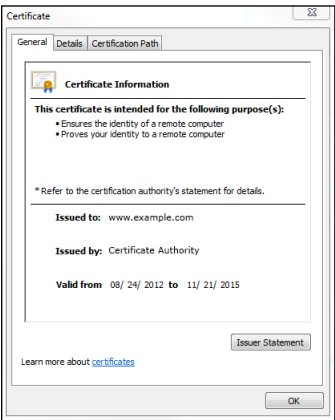 Certificate
General Details Certification Path
Certificate Information
This certificate is intended for the following purpose(s):
• Ensures the identity of a remote computer
• Proves your identity to a remote computer
* Refer to the certification authority's statement for details.
Issued to: www.example.com
Issued by: Certificate Authority
Valid from 08/ 24/ 2012 to 11/ 21/ 2015
Issuer Statement
Learn more about certificates
OK